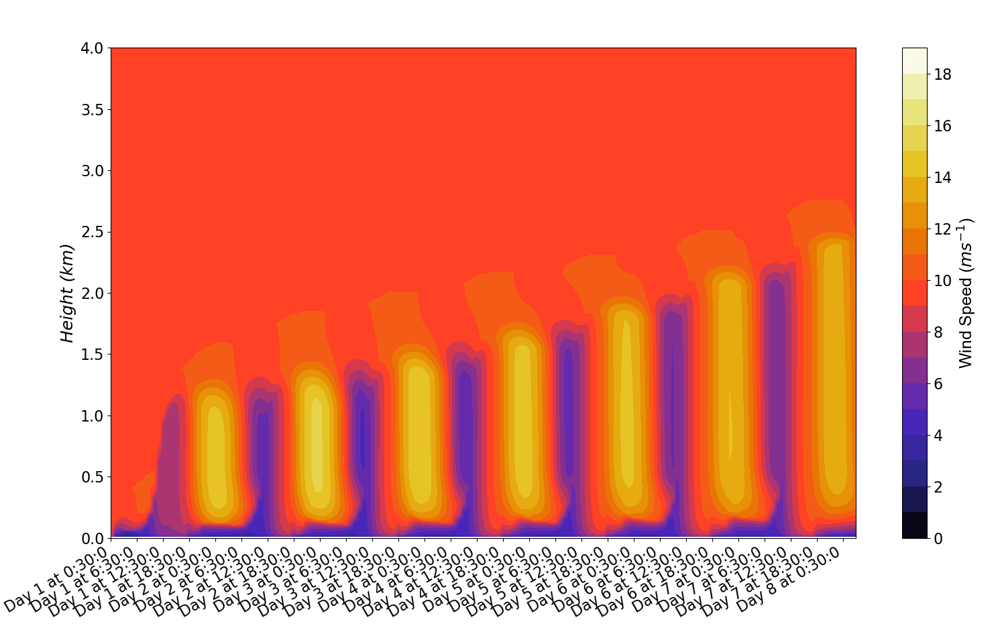 4.0
3.5
3.0
2.5
2.0
1.5
1.0
0.5
0.0
Height (km)
Day 1 at 0:30:0
Day 1 at 6:30:0
Day 1 at 12:30:0
Day 1 at 18:30:0
Day 2 at 0:30:0
Day 2 at 6:30:0
Day 2 at 12:30:0
Day 2 at 18:30:0
Day 3 at 0:30:0
Day 3 at 6:30:0
Day 3 at 12:30:0
Day 3 at 18:30:0
Day 4 at 0:30:0
Day 4 at 6:30:0
Day 4 at 12:30:0
Day 4 at 18:30:0
Day 5 at 0:30:0
Day 5 at 6:30:0
Day 5 at 12:30:0
Day 5 at 18:30:0
Day 6 at 0:30:0
Day 6 at 6:30:0
Day 6 at 12:30:0
Day 6 at 18:30:0
Day 7 at 0:30:0
Day 7 at 6:30:0
Day 7 at 12:30:0
Day 7 at 18:30:0
Day 8 at 0:30:0
18
16
14
12
10
8
6
4
2
0
Wind Speed (ms⁻¹)